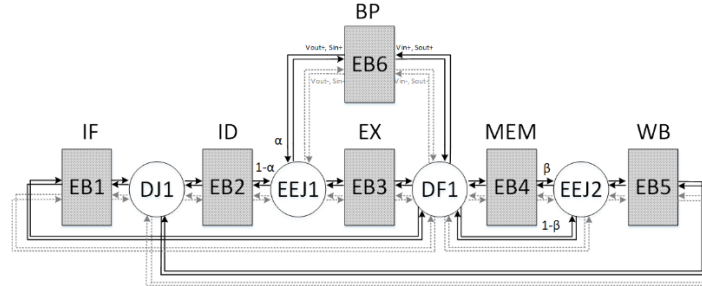 BP
Vout+, Sin+
Vin+, Sout+
EB6
Vout-, Sin-
Vin-, Sout-
α
IF
ID
EX
MEM
WB
1-α
β
EB1
DJ1
EB2
EEJ1
EB3
DF1
EB4
EEJ2
EB5
1-β